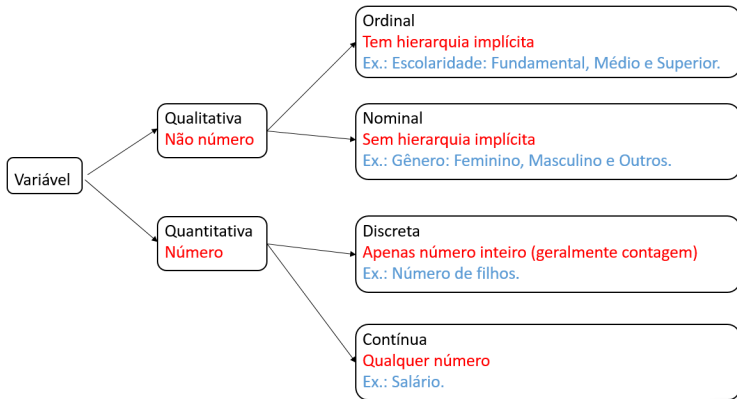 Variável
Qualitativa
Não número
Quantitativa
Número
Ordinal
Tem hierarquia implícita
Ex.: Escolaridade: Fundamental, Médio e Superior.
Nominal
Sem hierarquia implícita
Ex.: Gênero: Feminino, Masculino e Outros.
Discreta
Apenas número inteiro (geralmente contagem)
Ex.: Número de filhos.
Contínua
Qualquer número
Ex.: Salário.